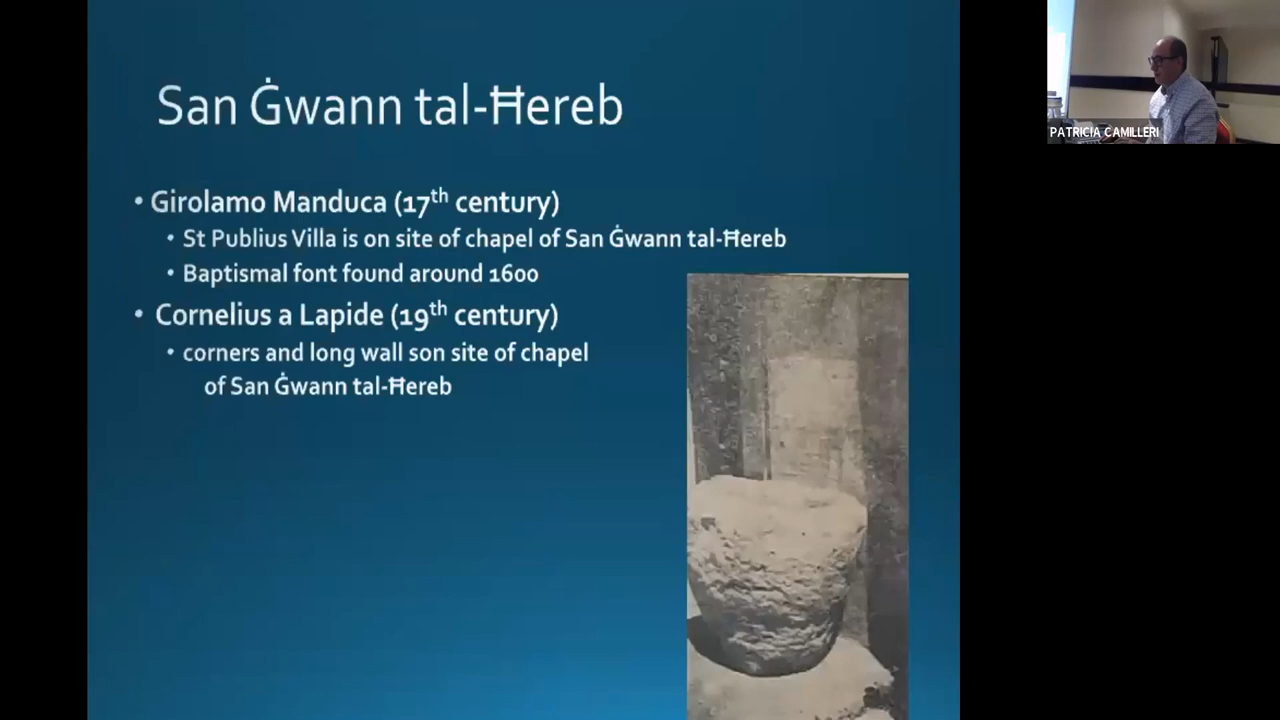 San Ġwann tal-Ħereb
• Girolamo Manduca (17th century)
• St Publius Villa is on site of chapel of San Ġwann tal-Ħereb
• Baptismal font found around 1600
• Cornelius a Lapide (19th century)
• corners and long wall son site of chapel
of San Ġwann tal-Ħereb
PATRICIA CAMILLERI